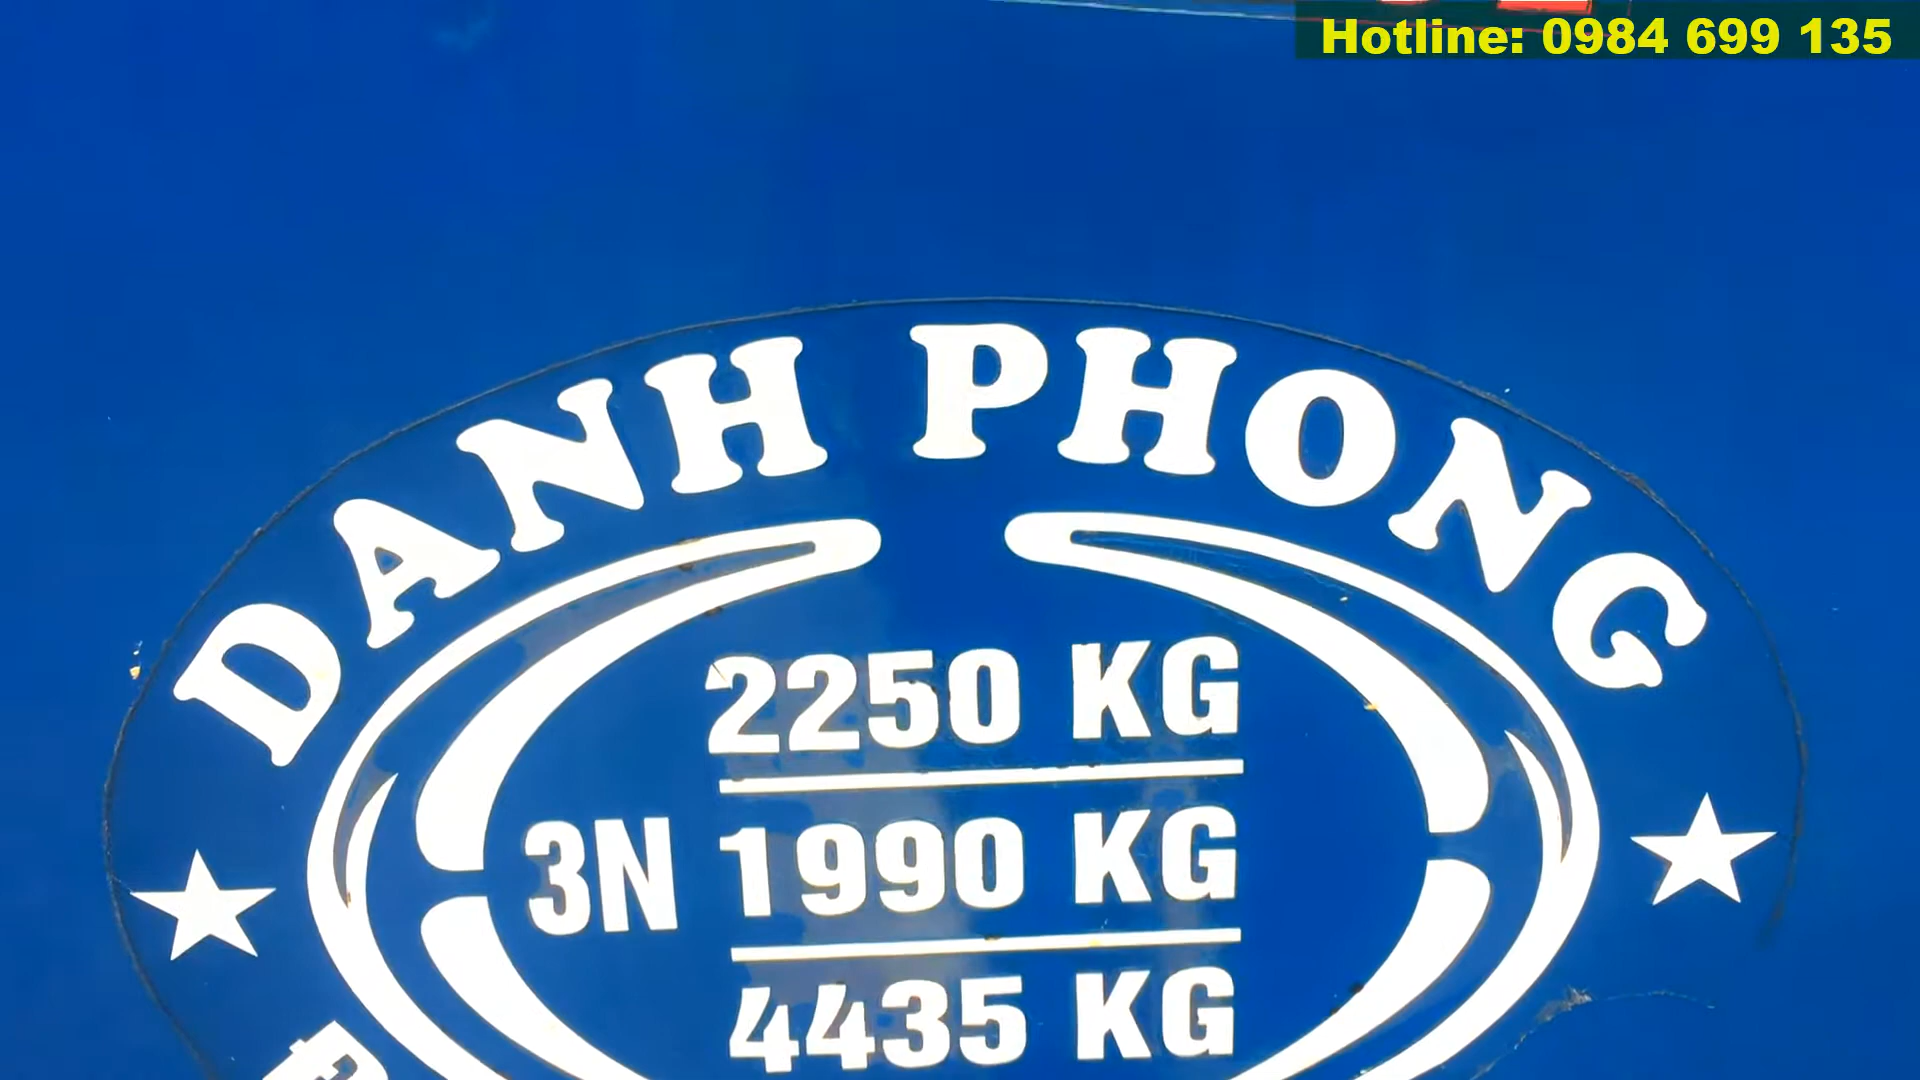 Hotline: 0984 699 135
DANH PHONG
2250 KG
3N 1990 KG
4435 KG